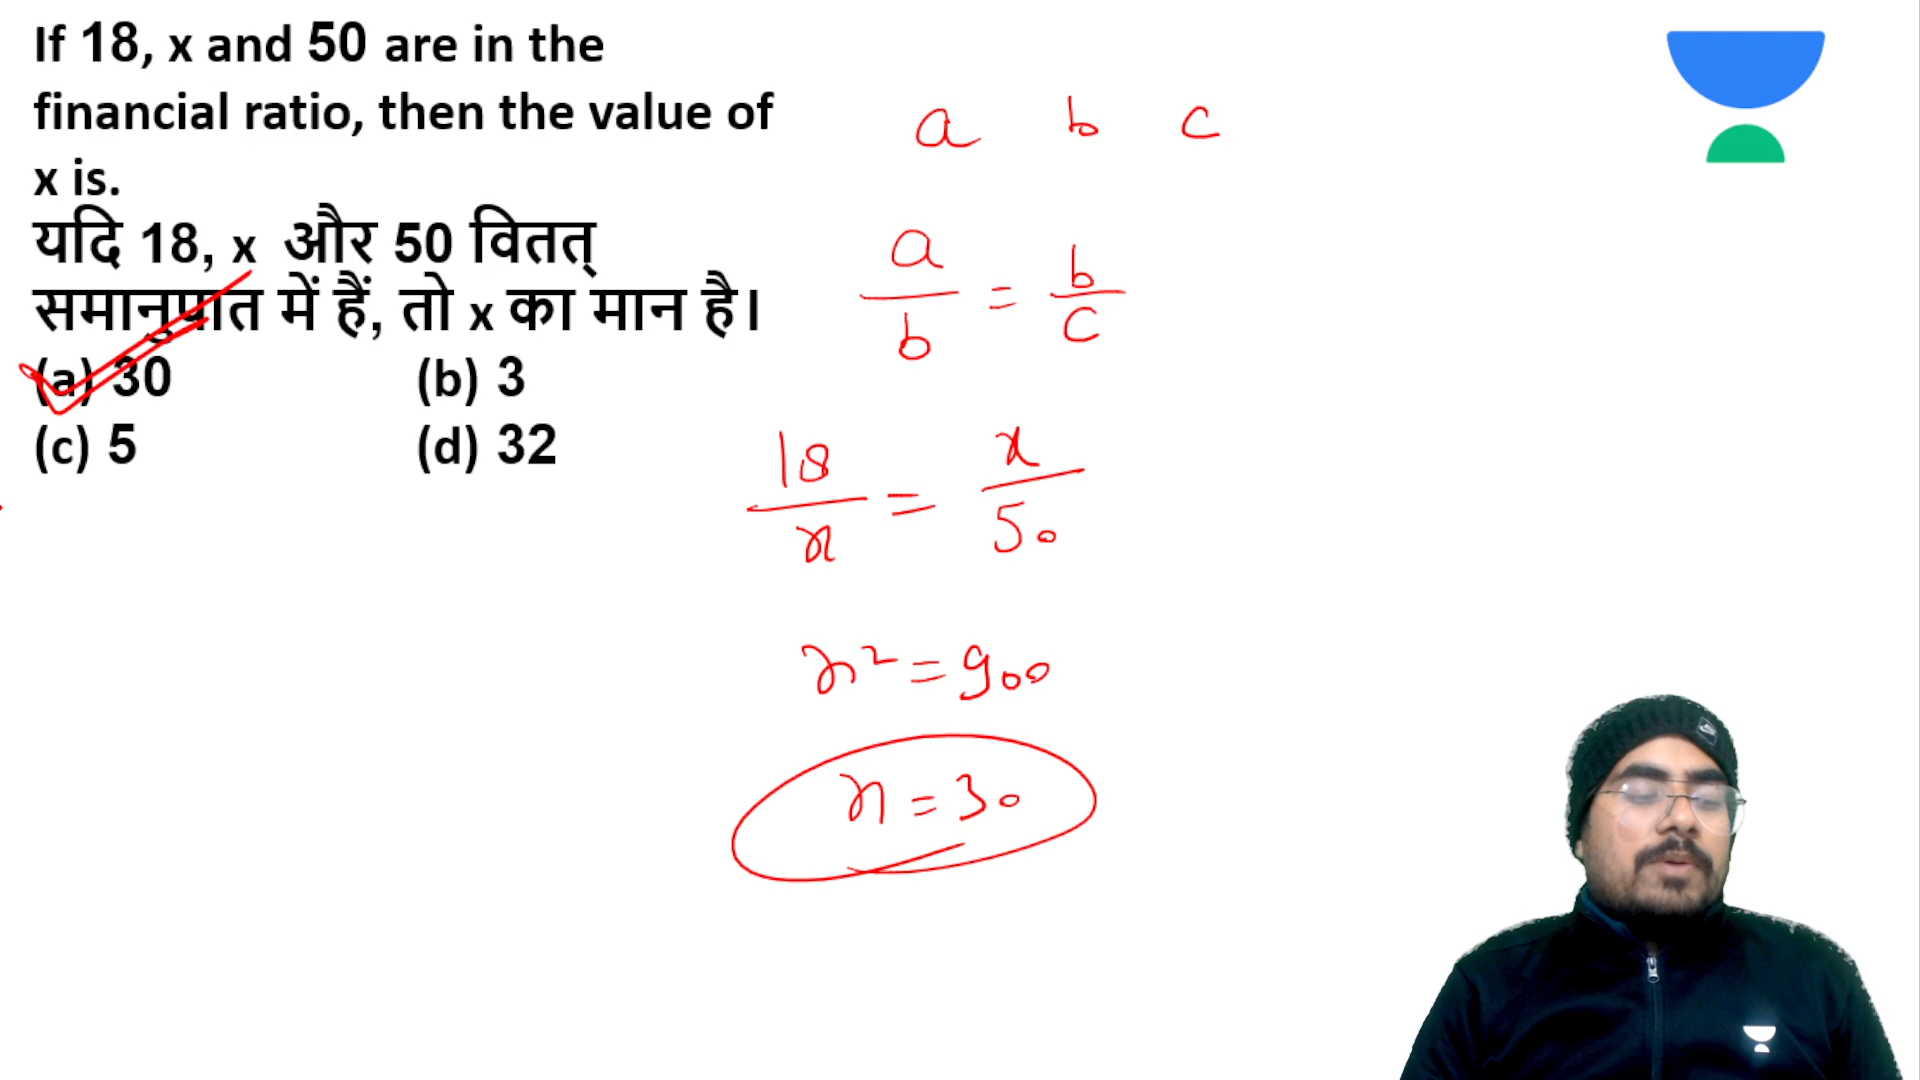 If 18, x and 50 are in the
financial ratio, then the value of
x is.
यदि 18, x और 50 वितत्
समानुपात में हैं, तो x का मान है।
(a) 30 (b) 3
(c) 5 (d) 32
a b c
a/b = b/c
18/x = x/50
x² = 900
x = 30